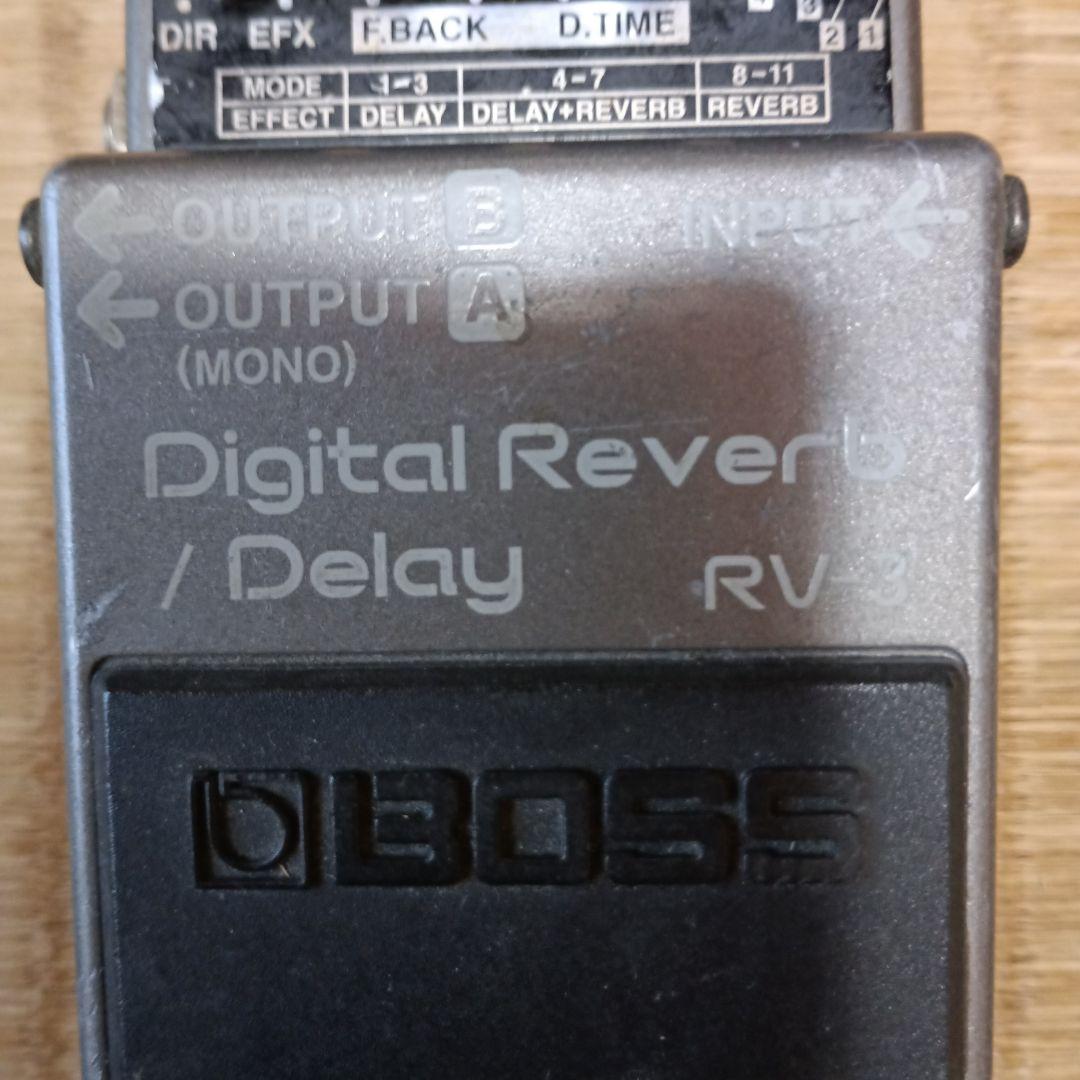 DIR EFX F.BACK D.TIME
3
2 1
MODE 1-3 4-7 8-11
EFFECT DELAY DELAY+REVERB REVERB
OUTPUT B INPUT
OUTPUT A
(MONO)
Digital Reverb
/ Delay RV-3
BOSS